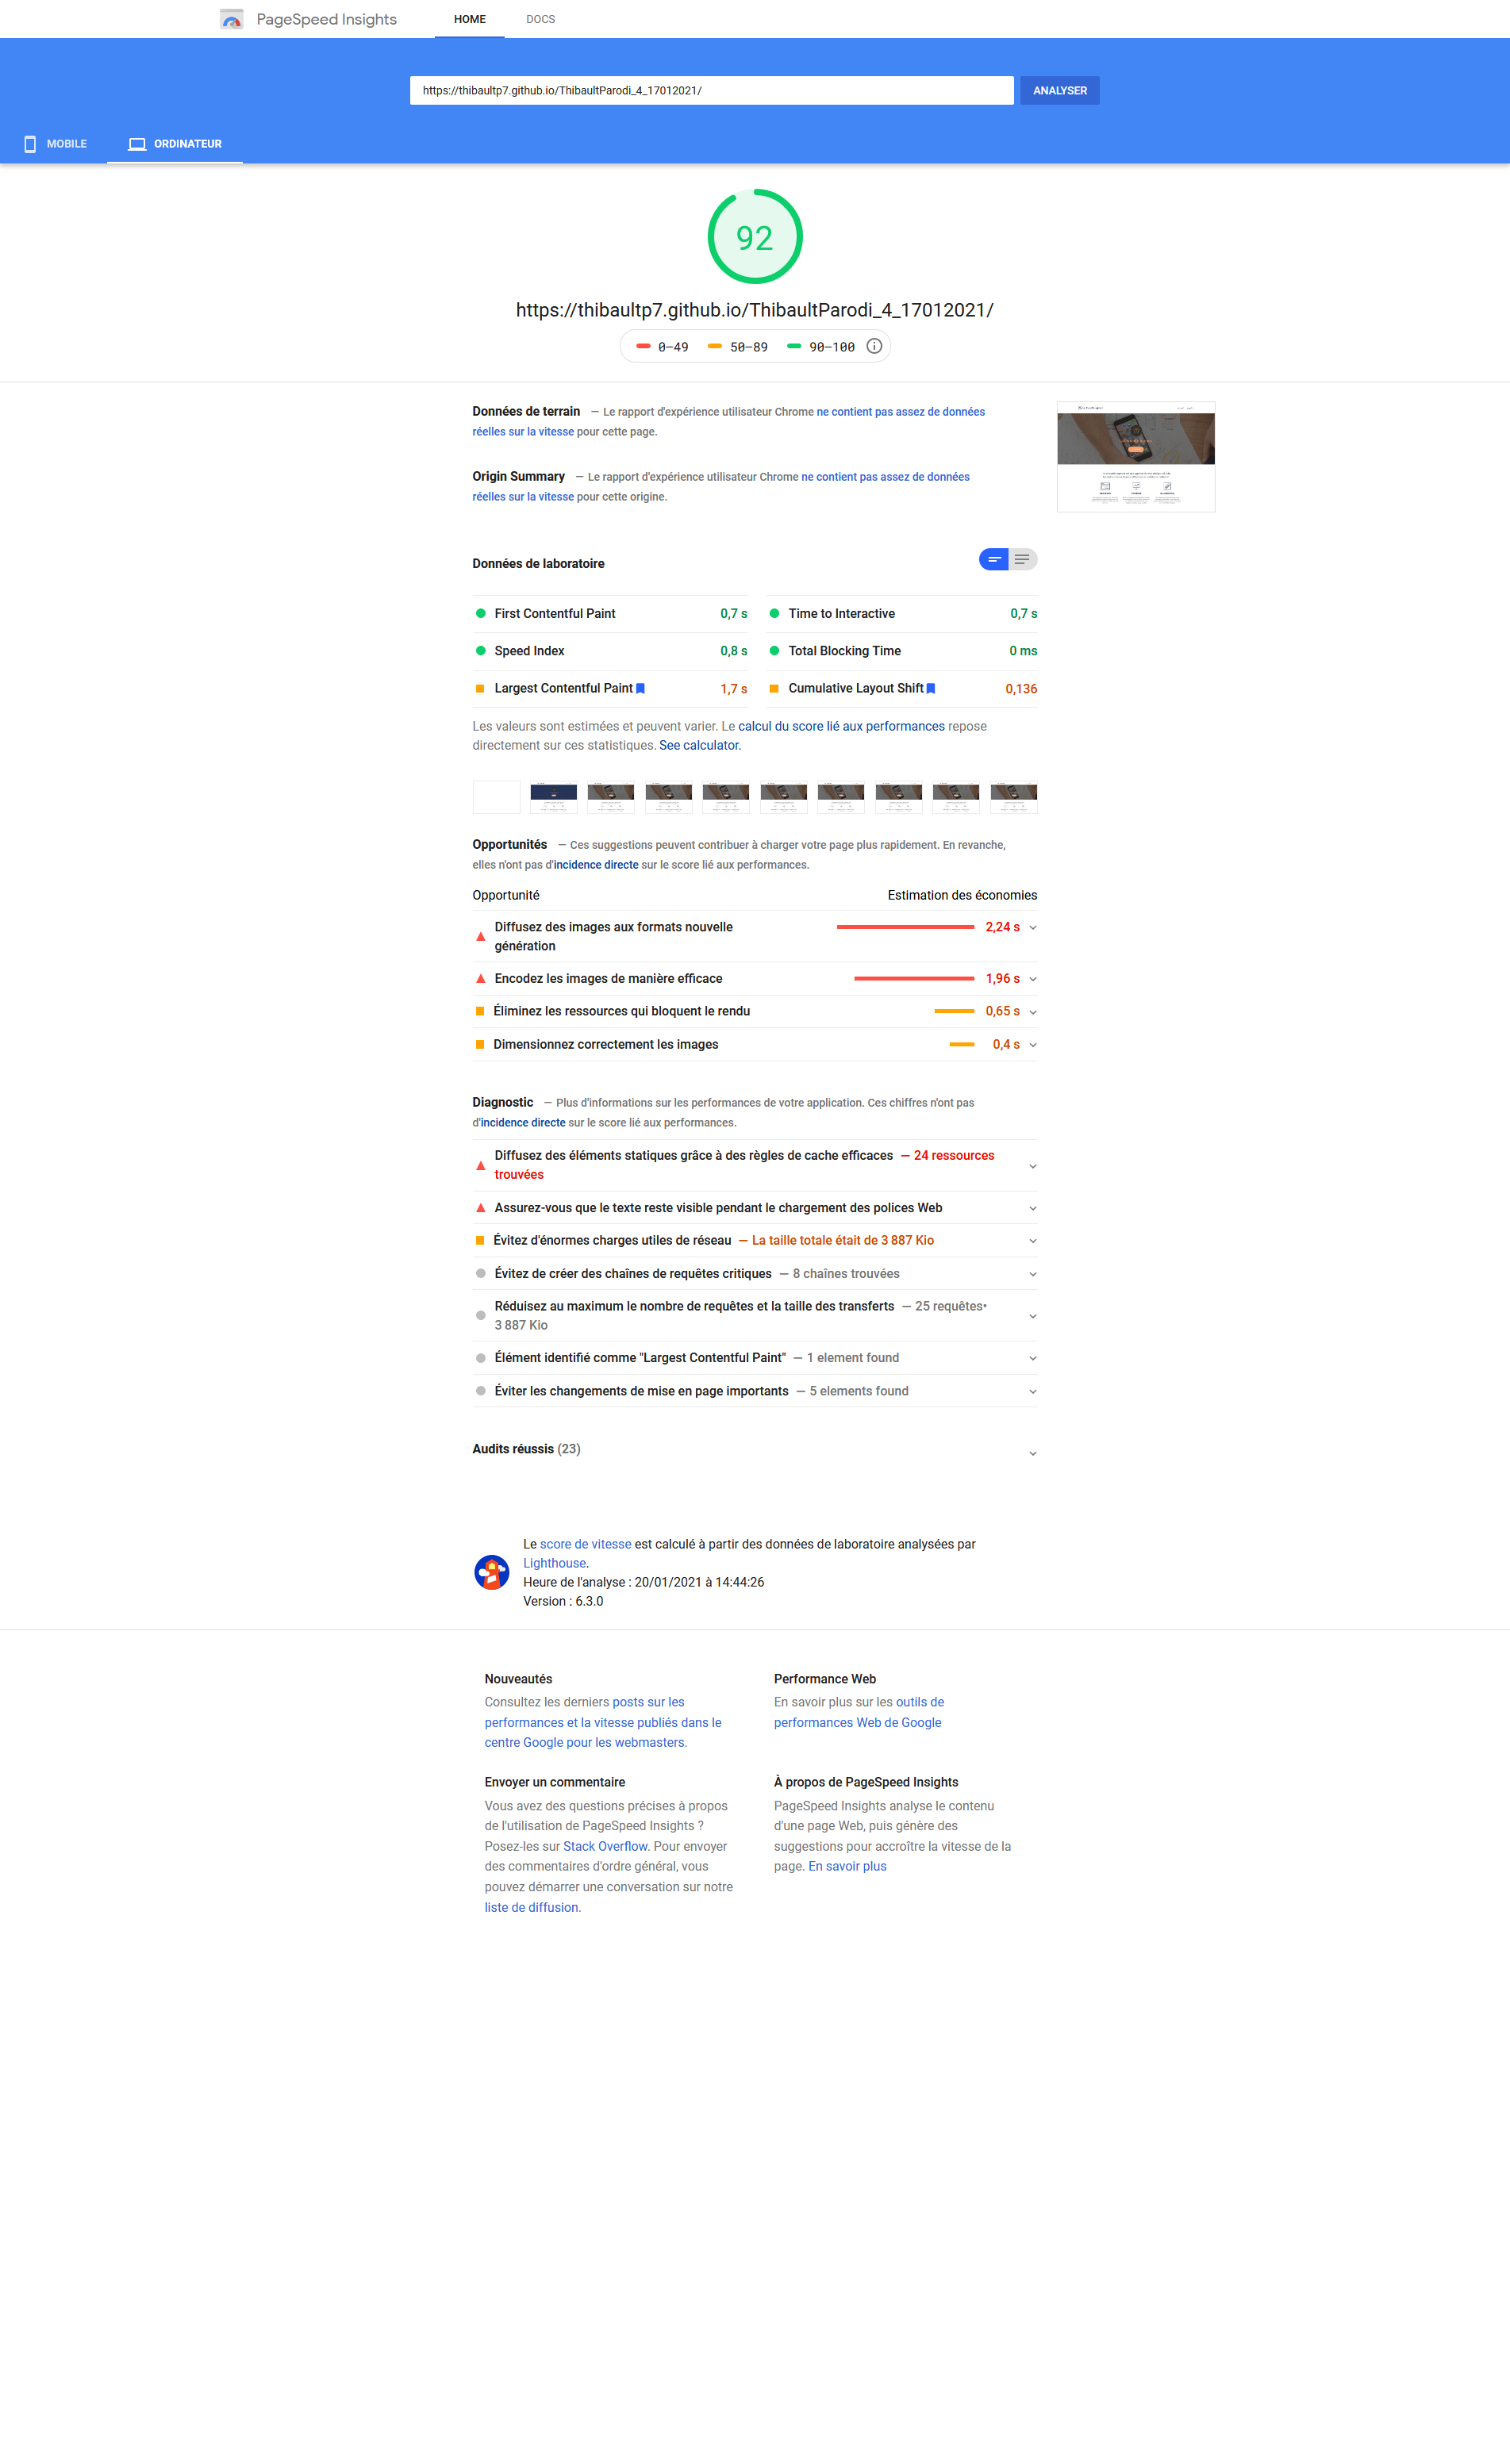 PageSpeed Insights
HOME
DOCS
https://thibaultp7.github.io/ThibaultParodi_4_17012021/
ANALYSER
MOBILE
ORDINATEUR
92
https://thibaultp7.github.io/ThibaultParodi_4_17012021/
0–49
50–89
90–100
Données de terrain — Le rapport d'expérience utilisateur Chrome ne contient pas assez de données
réelles sur la vitesse pour cette page.
Origin Summary — Le rapport d'expérience utilisateur Chrome ne contient pas assez de données
réelles sur la vitesse pour cette origine.
Données de laboratoire
First Contentful Paint 0,7 s
Time to Interactive 0,7 s
Speed Index 0,8 s
Total Blocking Time 0 ms
Largest Contentful Paint 1,7 s
Cumulative Layout Shift 0,136
Les valeurs sont estimées et peuvent varier. Le calcul du score lié aux performances repose
directement sur ces statistiques. See calculator.
Opportunités — Ces suggestions peuvent contribuer à charger votre page plus rapidement. En revanche,
elles n'ont pas d'incidence directe sur le score lié aux performances.
Opportunité Estimation des économies
Diffusez des images aux formats nouvelle
génération
2,24 s
Encodez les images de manière efficace 1,96 s
Éliminez les ressources qui bloquent le rendu 0,65 s
Dimensionnez correctement les images 0,4 s
Diagnostic — Plus d'informations sur les performances de votre application. Ces chiffres n'ont pas
d'incidence directe sur le score lié aux performances.
Diffusez des éléments statiques grâce à des règles de cache efficaces — 24 ressources
trouvées
Assurez-vous que le texte reste visible pendant le chargement des polices Web
Évitez d'énormes charges utiles de réseau — La taille totale était de 3 887 Kio
Évitez de créer des chaînes de requêtes critiques — 8 chaînes trouvées
Réduisez au maximum le nombre de requêtes et la taille des transferts — 25 requêtes•
3 887 Kio
Élément identifié comme "Largest Contentful Paint" — 1 element found
Éviter les changements de mise en page importants — 5 elements found
Audits réussis (23)
Le score de vitesse est calculé à partir des données de laboratoire analysées par
Lighthouse.
Heure de l'analyse : 20/01/2021 à 14:44:26
Version : 6.3.0
Nouveautés
Consultez les derniers posts sur les
performances et la vitesse publiés dans le
centre Google pour les webmasters.
Performance Web
En savoir plus sur les outils de
performances Web de Google
Envoyer un commentaire
Vous avez des questions précises à propos
de l'utilisation de PageSpeed Insights ?
Posez-les sur Stack Overflow. Pour envoyer
des commentaires d'ordre général, vous
pouvez démarrer une conversation sur notre
liste de diffusion.
À propos de PageSpeed Insights
PageSpeed Insights analyse le contenu
d'une page Web, puis génère des
suggestions pour accroître la vitesse de la
page. En savoir plus